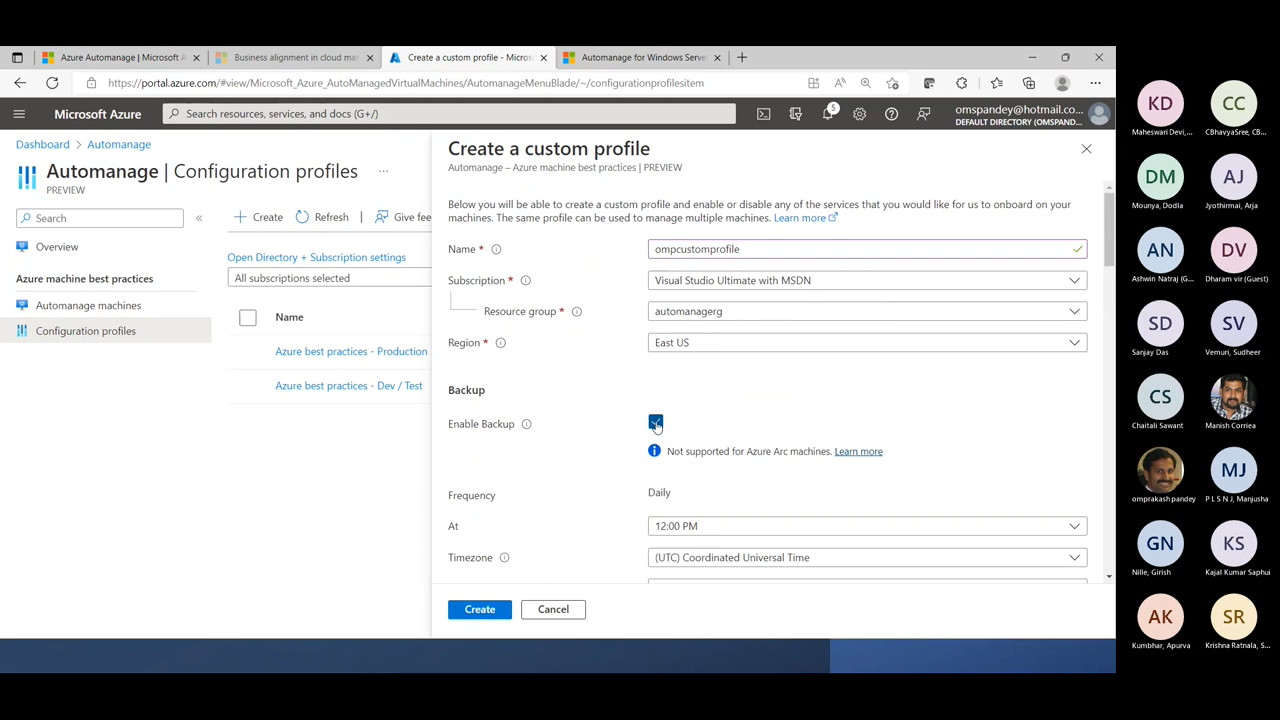 Azure Automanage | Microsoft A
Business alignment in cloud ma
Create a custom profile - Micros
Automanage for Windows Serve
https://portal.azure.com/#view/Microsoft_Azure_AutoManagedVirtualMachines/AutomanageMenuBlade/~/configurationprofilesitem
Microsoft Azure
Search resources, services, and docs (G+/)
5
omspandey@hotmail.co...
DEFAULT DIRECTORY (OMSPAND...
Dashboard > Automanage
Automanage | Configuration profiles ...
PREVIEW
Search
«
Overview
Azure machine best practices
Automanage machines
Configuration profiles
Create
Refresh
Give fee
Open Directory + Subscription settings
All subscriptions selected
Name
Azure best practices - Production
Azure best practices - Dev / Test
Create a custom profile
Automanage – Azure machine best practices | PREVIEW
Below you will be able to create a custom profile and enable or disable any of the services that you would like for us to onboard on your
machines. The same profile can be used to manage multiple machines. Learn more
Name *
ompcustomprofile
Subscription *
Visual Studio Ultimate with MSDN
Resource group *
automanagerg
Region *
East US
Backup
Enable Backup
Not supported for Azure Arc machines. Learn more
Frequency
Daily
At
12:00 PM
Timezone
(UTC) Coordinated Universal Time
Create
Cancel
KD
Maheswari Devi,...
CC
CBhavyaSree, CB...
DM
Mounya, Dodla
AJ
Jyothirmai, Arja
AN
Ashwin Natraj (G...
DV
Dharam vir (Guest)
SD
Sanjay Das
SV
Vemuri, Sudheer
CS
Chaitali Sawant
Manish Corriea
omprakash pandey
MJ
P L S N J, Manjusha
GN
Nille, Girish
KS
Kajal Kumar Saphui
AK
Kumbhar, Apurva
SR
Krishna Ratnala, S...